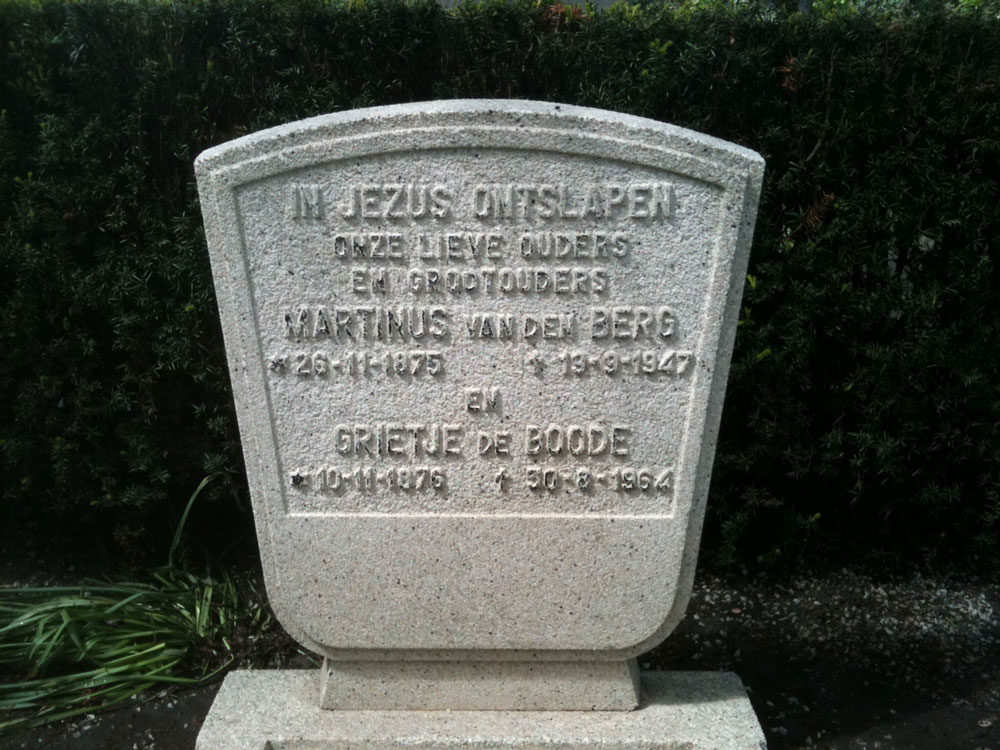 IN JEZUS ONTSLAPEN
ONZE LIEVE OUDERS
EN GROOTOUDERS
MARTINUS VAN DEN BERG
* 26-11-1875 † 19-9-1947
EN
GRIETJE DE BOODE
* 10-11-1876 † 30-8-1964